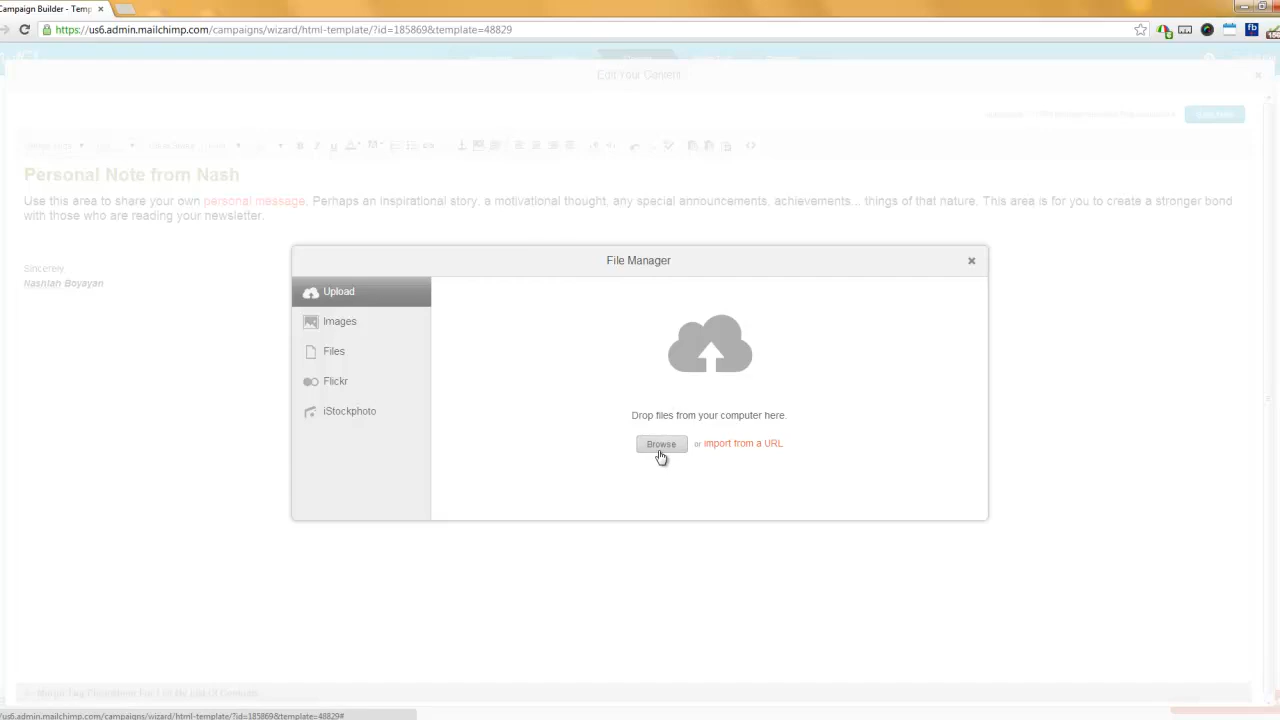 Campaign Builder - Temp
https://us6.admin.mailchimp.com/campaigns/wizard/html-template/?id=185869&template=48829
Edit Your Content
Personal Note from Nash
Use this area to share your own personal message. Perhaps an inspirational story, a motivational thought, any special announcements, achievements... things of that nature. This area is for you to create a stronger bond
with those who are reading your newsletter.
Sincerely,
Nashlah Boyayan
File Manager
Upload
Images
Files
Flickr
iStockphoto
Drop files from your computer here.
Browse or import from a URL
/us6.admin.mailchimp.com/campaigns/wizard/html-template/?id=185869&template=48829#